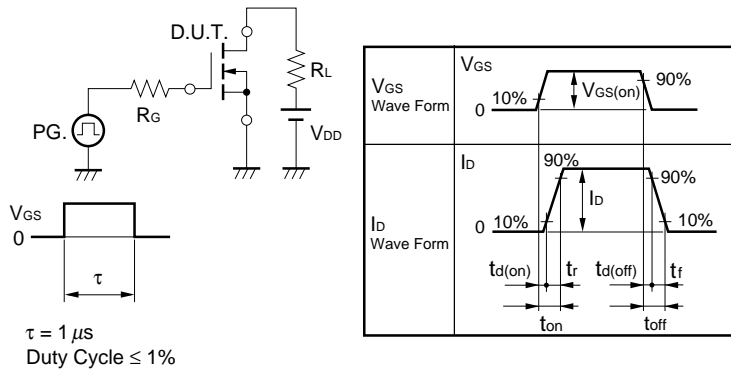 D.U.T.
RL
RG
PG.
VDD
VGS
0
τ
τ = 1 μs
Duty Cycle ≤ 1%
VGS
Wave Form
VGS
10%
0
VGS(on)
90%
ID
Wave Form
ID
90%
90%
ID
0
10%
10%
td(on)
tr
td(off)
tf
ton
toff